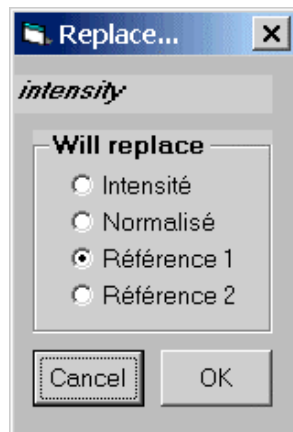 Replace...
intensity
Will replace
Intensité
Normalisé
Référence 1
Référence 2
Cancel OK